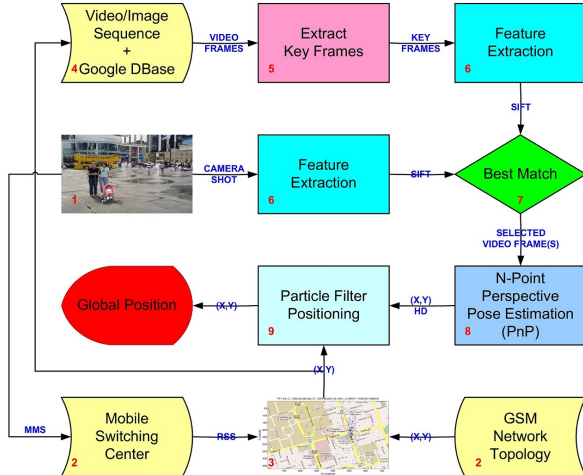 Video/Image
Sequence
+
Google DBase
4
VIDEO
FRAMES
Extract
Key Frames
5
KEY
FRAMES
Feature
Extraction
6
SIFT
1
CAMERA
SHOT
Feature
Extraction
6
SIFT
Best Match
7
SELECTED
VIDEO FRAME(S)
Global Position
(X,Y)
Particle Filter
Positioning
9
(X,Y)
HD
N-Point
Perspective
Pose Estimation
(PnP)
8
(X,Y)
MMS
Mobile
Switching
Center
2
RSS
3
(X,Y)
GSM
Network
Topology
2